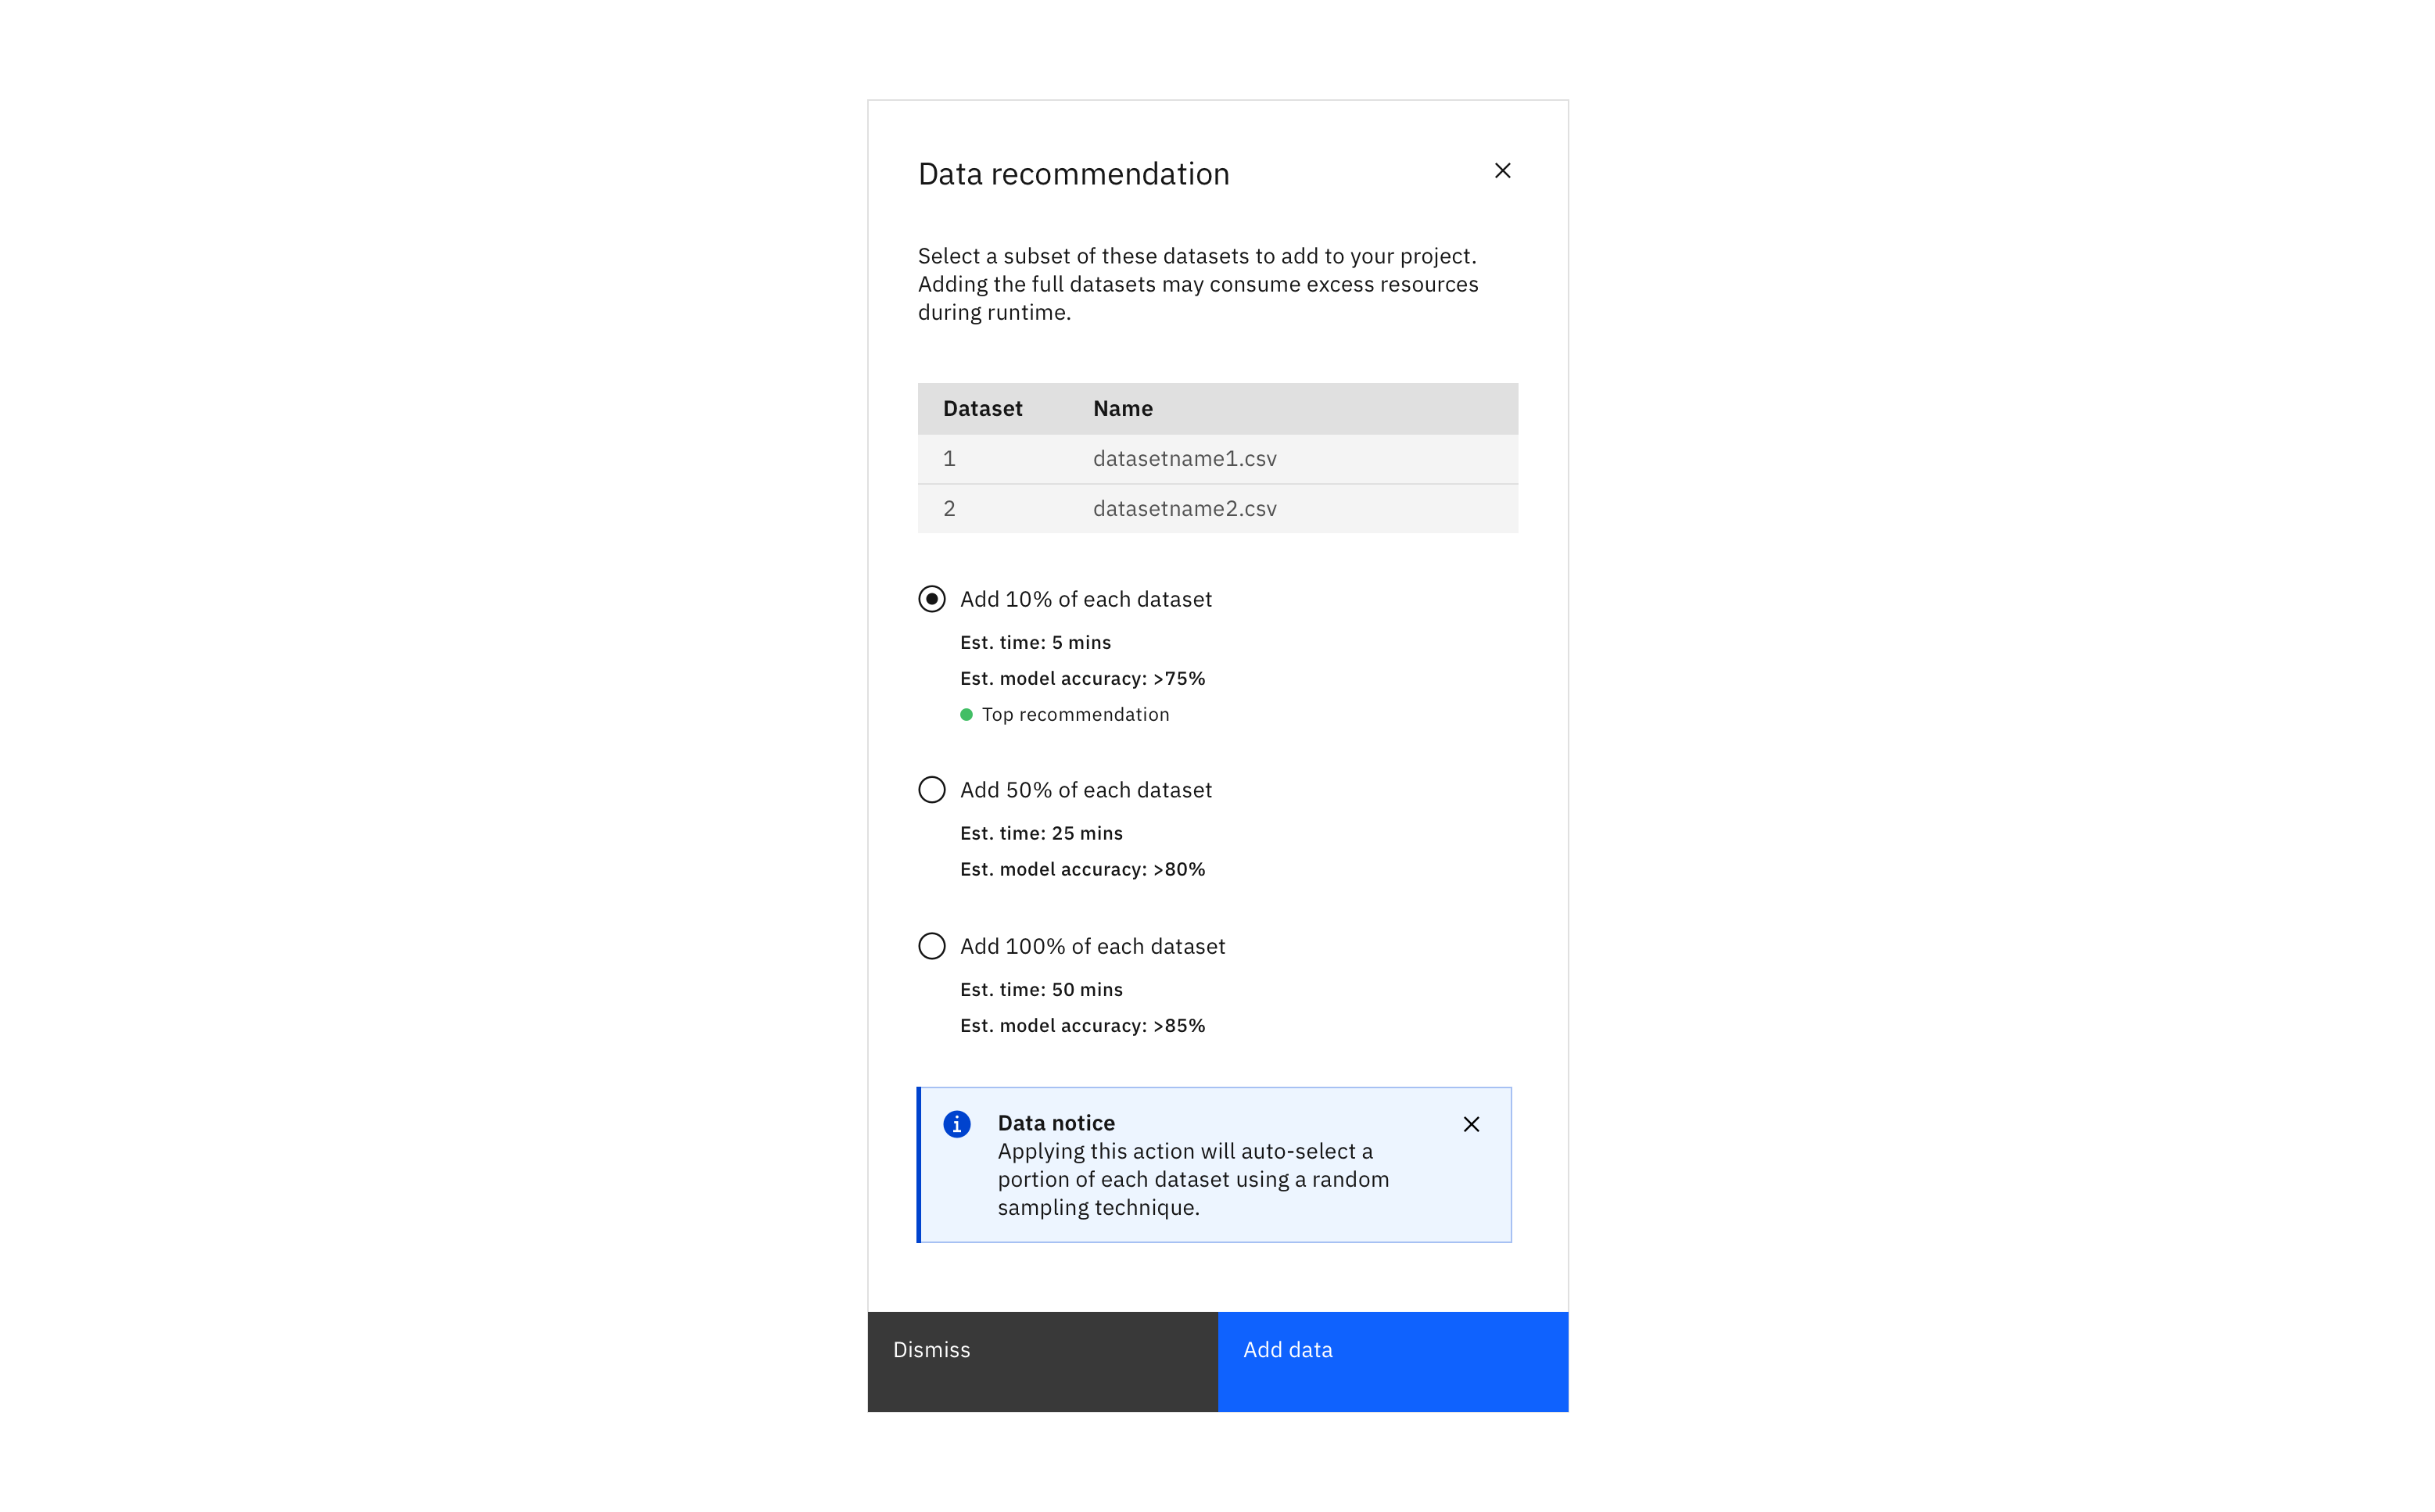 Data recommendation
Select a subset of these datasets to add to your project.
Adding the full datasets may consume excess resources
during runtime.
Dataset Name
1 datasetname1.csv
2 datasetname2.csv
Add 10% of each dataset
Est. time: 5 mins
Est. model accuracy: >75%
Top recommendation
Add 50% of each dataset
Est. time: 25 mins
Est. model accuracy: >80%
Add 100% of each dataset
Est. time: 50 mins
Est. model accuracy: >85%
Data notice
Applying this action will auto-select a
portion of each dataset using a random
sampling technique.
Dismiss Add data